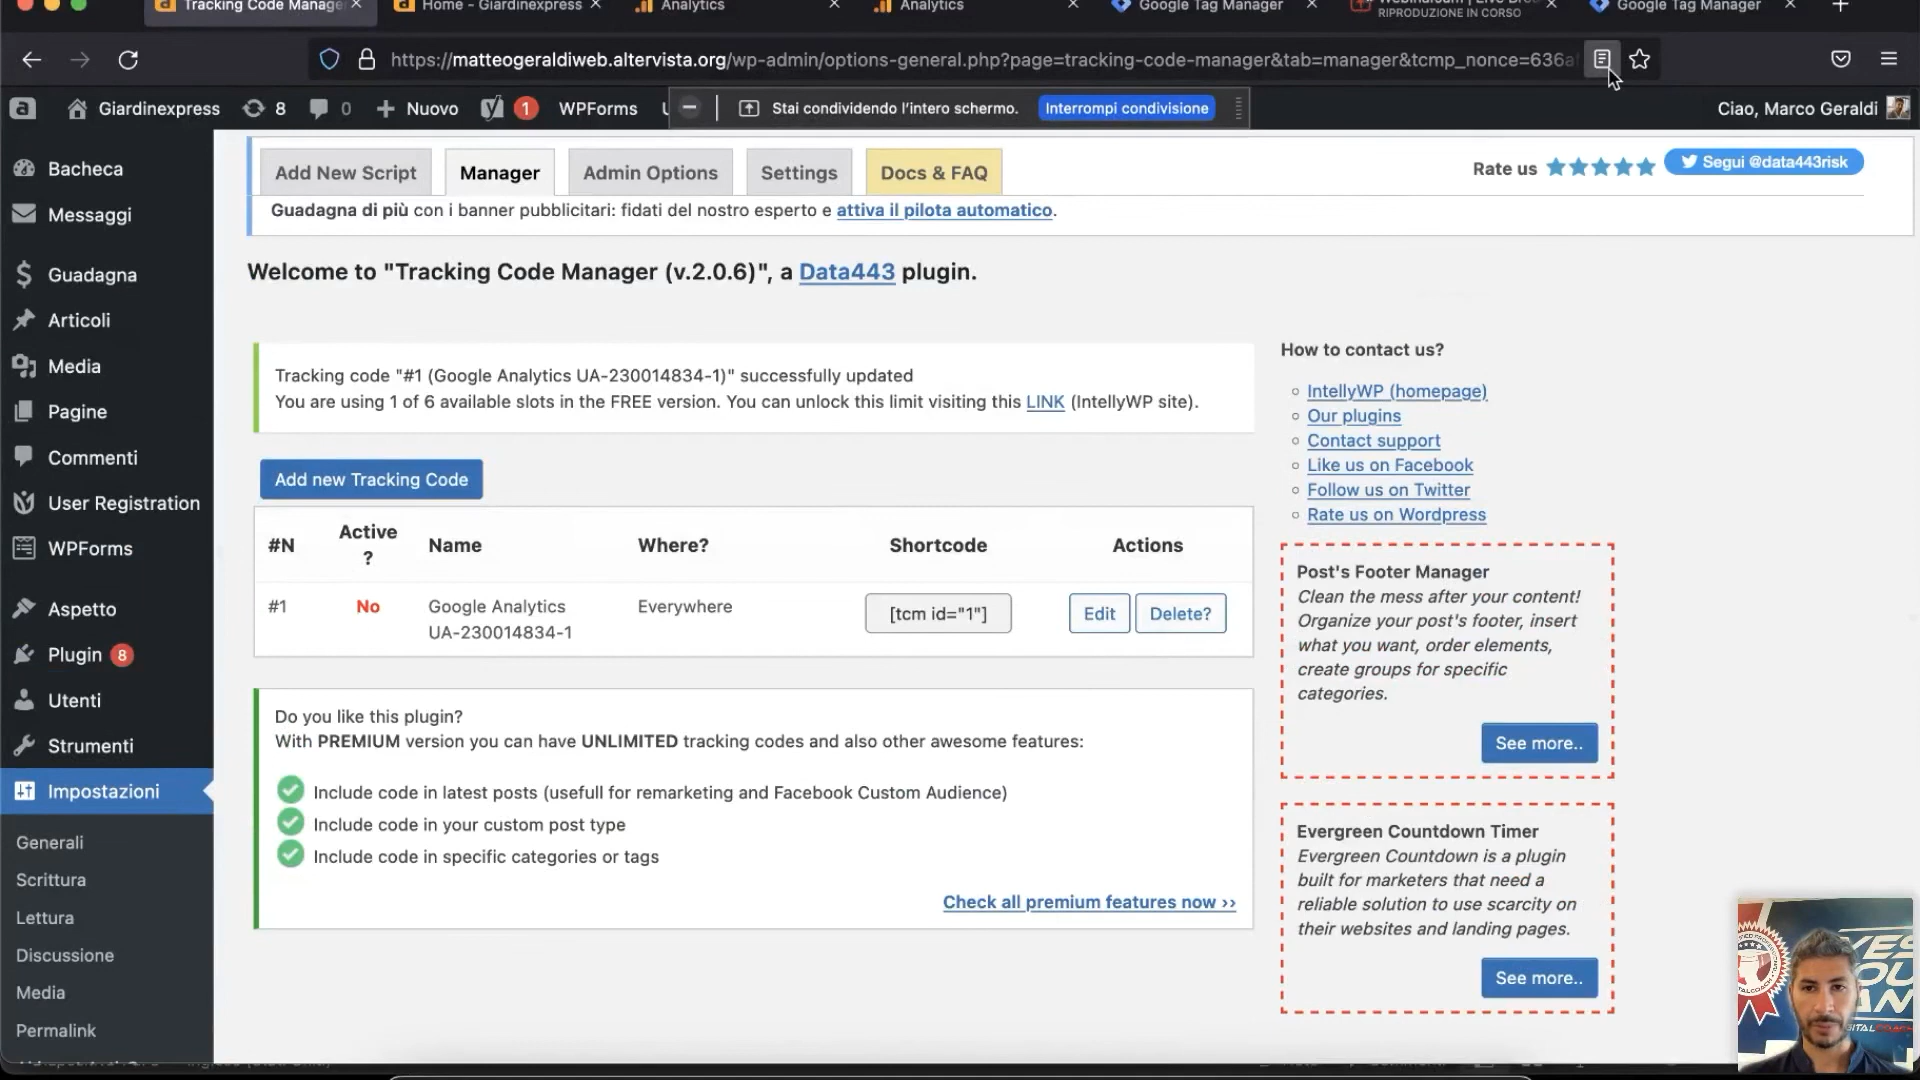 Tracking Code Manager
Home - Giardinexpress
Analytics
Analytics
Google Tag Manager
RIPRODUZIONE IN CORSO
Google Tag Manager
https://matteogeraldiweb.altervista.org/wp-admin/options-general.php?page=tracking-code-manager&tab=manager&tcmp_nonce=636a
Giardinexpress
8
0
Nuovo
1
WPForms
Stai condividendo l'intero schermo.
Interrompi condivisione
Ciao, Marco Geraldi
Bacheca
Messaggi
Guadagna
Articoli
Media
Pagine
Commenti
User Registration
WPForms
Aspetto
Plugin 8
Utenti
Strumenti
Impostazioni
Generali
Scrittura
Lettura
Discussione
Media
Permalink
Add New Script
Manager
Admin Options
Settings
Docs & FAQ
Rate us
Segui @data443risk
Guadagna di più con i banner pubblicitari: fidati del nostro esperto e attiva il pilota automatico.
Welcome to "Tracking Code Manager (v.2.0.6)", a Data443 plugin.
Tracking code "#1 (Google Analytics UA-230014834-1)" successfully updated
You are using 1 of 6 available slots in the FREE version. You can unlock this limit visiting this LINK (IntellyWP site).
Add new Tracking Code
#N Active ? Name Where? Shortcode Actions
#1 No Google Analytics UA-230014834-1 Everywhere [tcm id="1"] Edit Delete?
Do you like this plugin?
With PREMIUM version you can have UNLIMITED tracking codes and also other awesome features:
Include code in latest posts (usefull for remarketing and Facebook Custom Audience)
Include code in your custom post type
Include code in specific categories or tags
Check all premium features now ››
How to contact us?
IntellyWP (homepage)
Our plugins
Contact support
Like us on Facebook
Follow us on Twitter
Rate us on Wordpress
Post's Footer Manager
Clean the mess after your content!
Organize your post's footer, insert
what you want, order elements,
create groups for specific
categories.
See more..
Evergreen Countdown Timer
Evergreen Countdown is a plugin
built for marketers that need a
reliable solution to use scarcity on
their websites and landing pages.
See more..